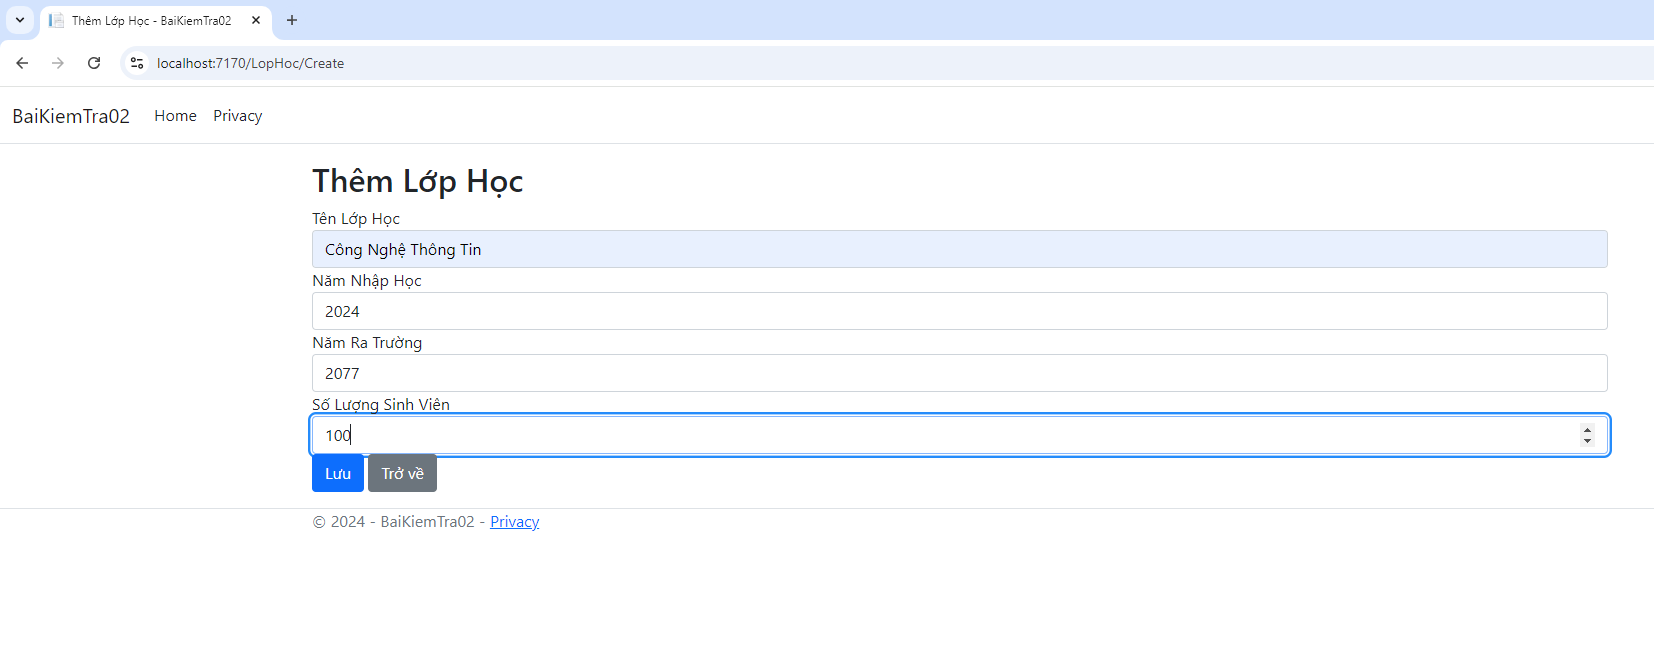 Thêm Lớp Học - BaiKiemTra02
localhost:7170/LopHoc/Create
BaiKiemTra02 Home Privacy
Thêm Lớp Học
Tên Lớp Học
Công Nghệ Thông Tin
Năm Nhập Học
2024
Năm Ra Trường
2077
Số Lượng Sinh Viên
100
Lưu Trở về
© 2024 - BaiKiemTra02 - Privacy